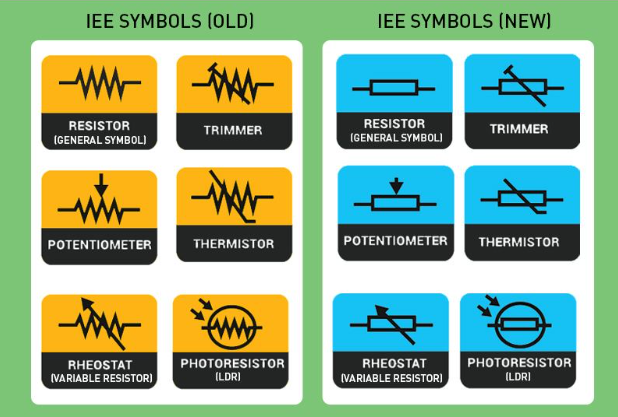 IEE SYMBOLS (OLD)
IEE SYMBOLS (NEW)
RESISTOR
(GENERAL SYMBOL)
TRIMMER
RESISTOR
(GENERAL SYMBOL)
TRIMMER
POTENTIOMETER
THERMISTOR
POTENTIOMETER
THERMISTOR
RHEOSTAT
(VARIABLE RESISTOR)
PHOTORESISTOR
(LDR)
RHEOSTAT
(VARIABLE RESISTOR)
PHOTORESISTOR
(LDR)